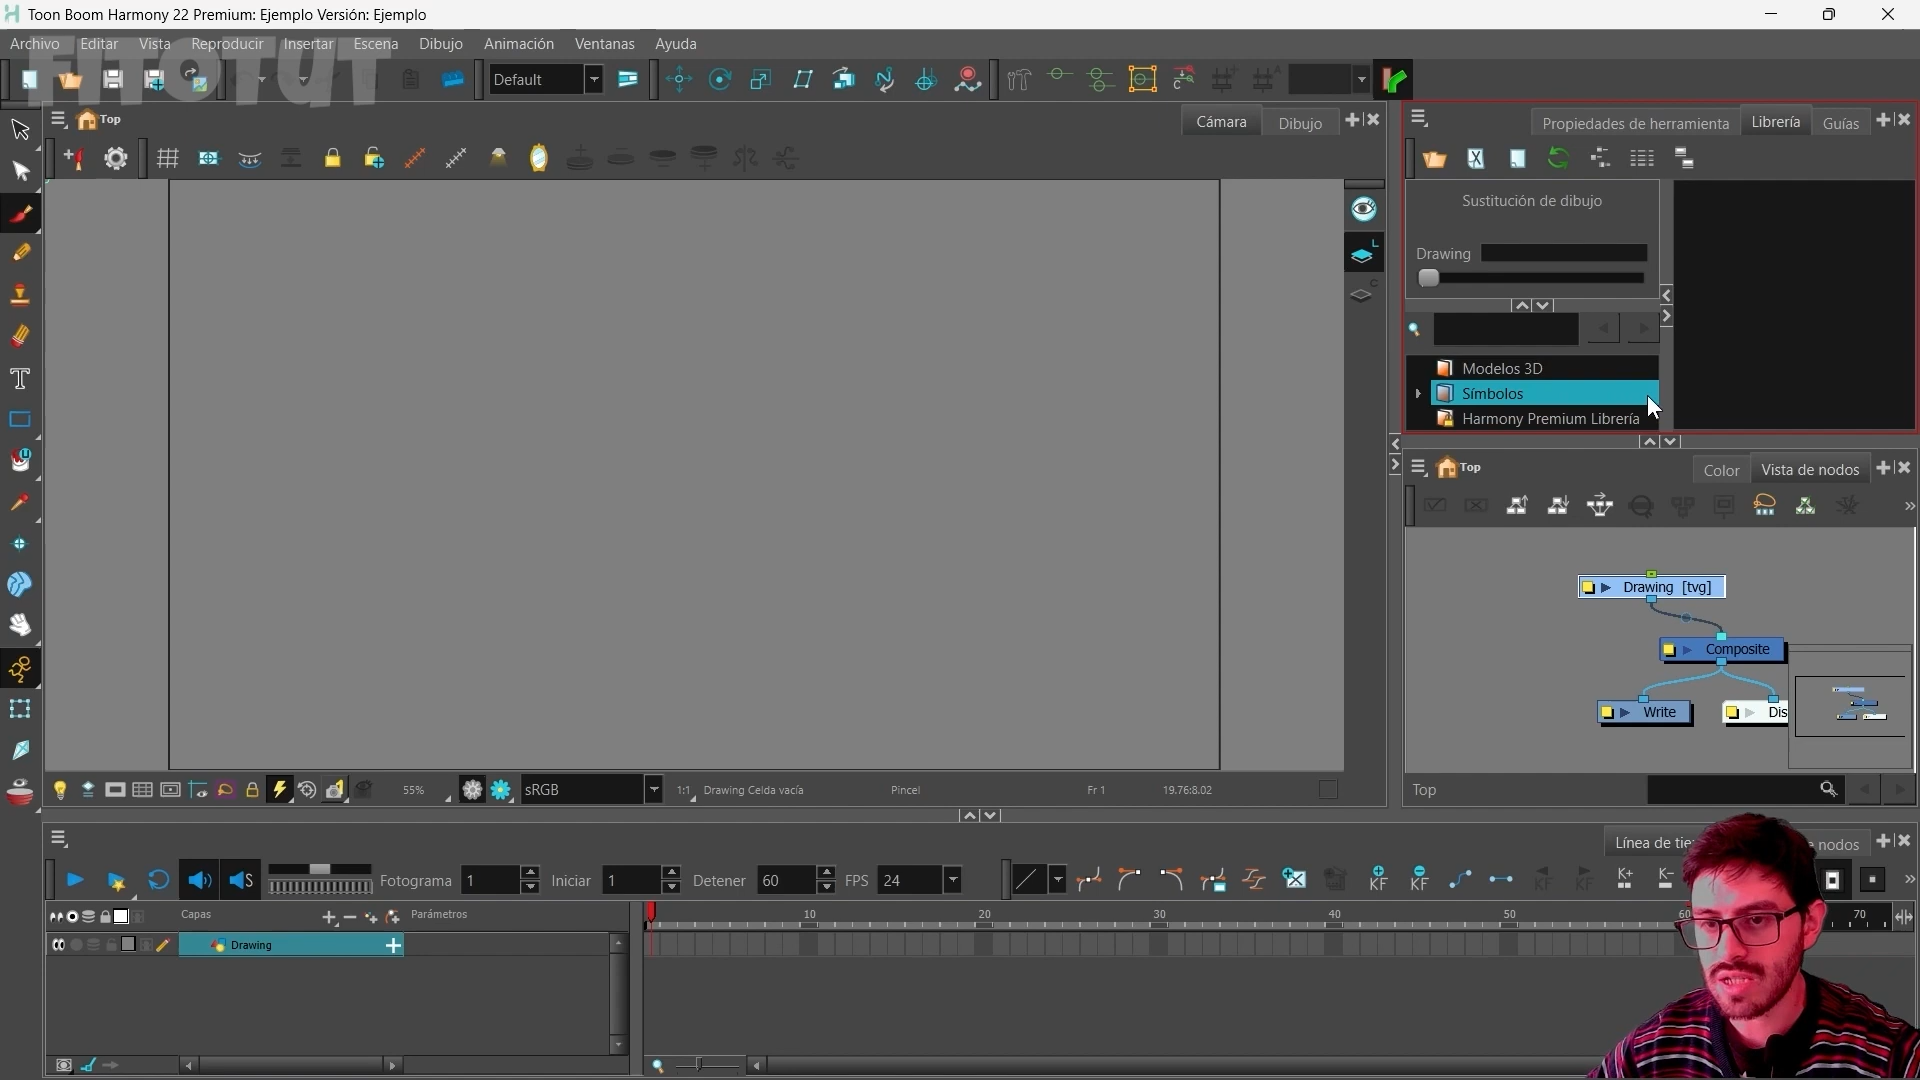 Toon Boom Harmony 22 Premium: Ejemplo Versión: Ejemplo
Archivo Editar Vista Reproducir Insertar Escena Dibujo Animación Ventanas Ayuda
FITOTUT
Default
Top
Cámara Dibujo
Propiedades de herramienta Librería Guías
Sustitución de dibujo
Drawing
Modelos 3D
Símbolos
Harmony Premium Librería
Top
Color Vista de nodos
Drawing [tvg]
Composite
Write
Dis
Top
55% sRGB 1:1 Drawing Celda vacía Pincel Fr 1 19.76:8.02
Línea de tie
e nodos
Fotograma 1 Iniciar 1 Detener 60 FPS 24
Capas Parámetros
10 20 30 40 50 60 70
Drawing